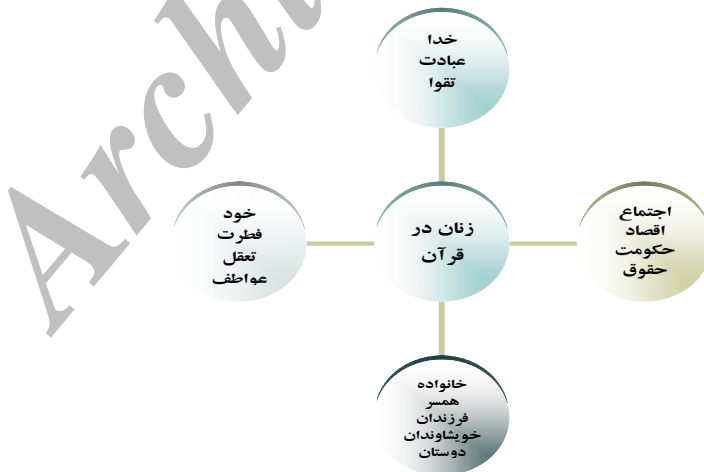 خدا
عبادت
تقوا
زنان در
قرآن
اجتماع
اقصاد
حکومت
حقوق
خود
فطرت
تعقل
عواطف
خانواده
همسر
فرزندان
خویشاوندان
دوستان
Archi